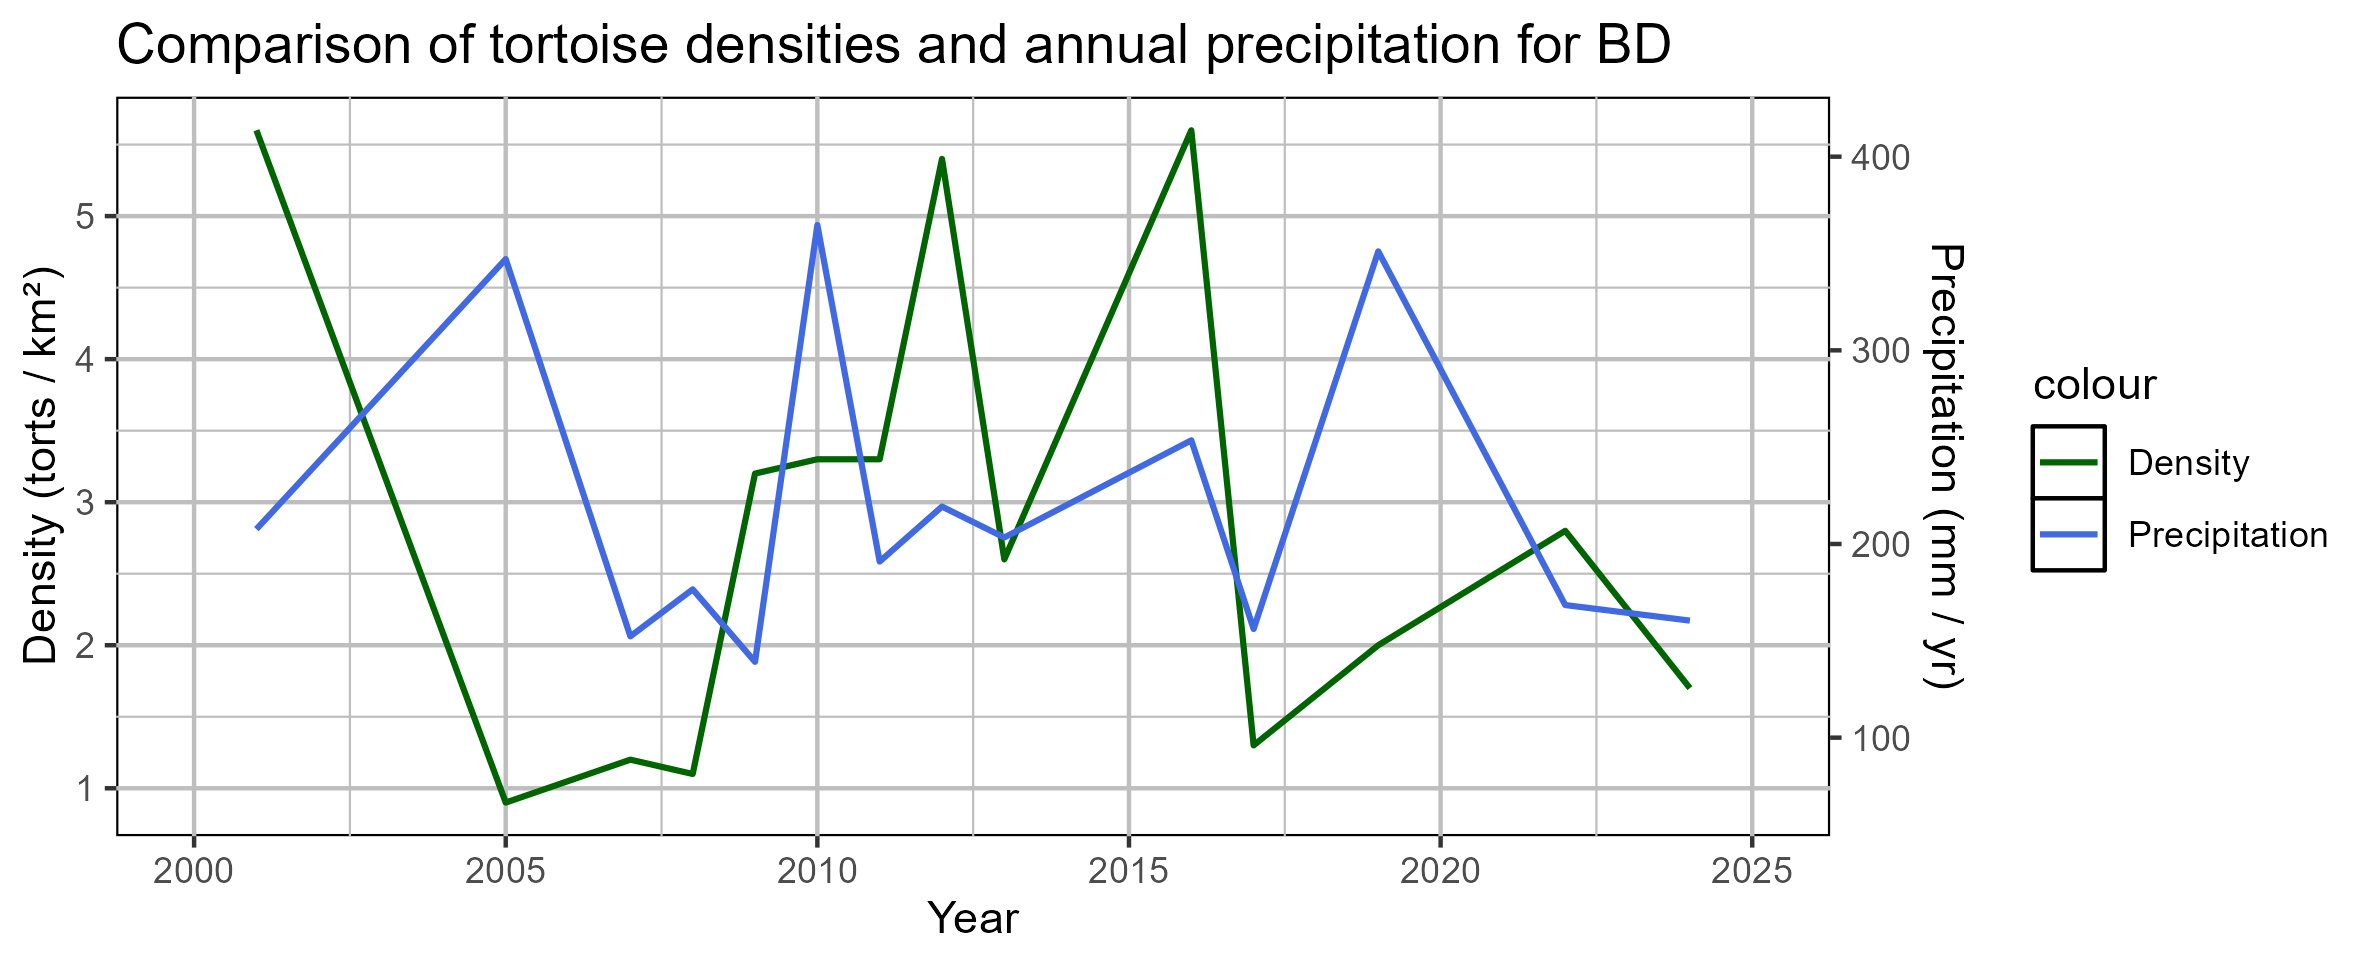 Comparison of tortoise densities and annual precipitation for BD
Density (torts / km²)
5
4
3
2
1
400
300
200
100
Precipitation (mm / yr)
2000
2005
2010
2015
2020
2025
Year
colour
Density
Precipitation